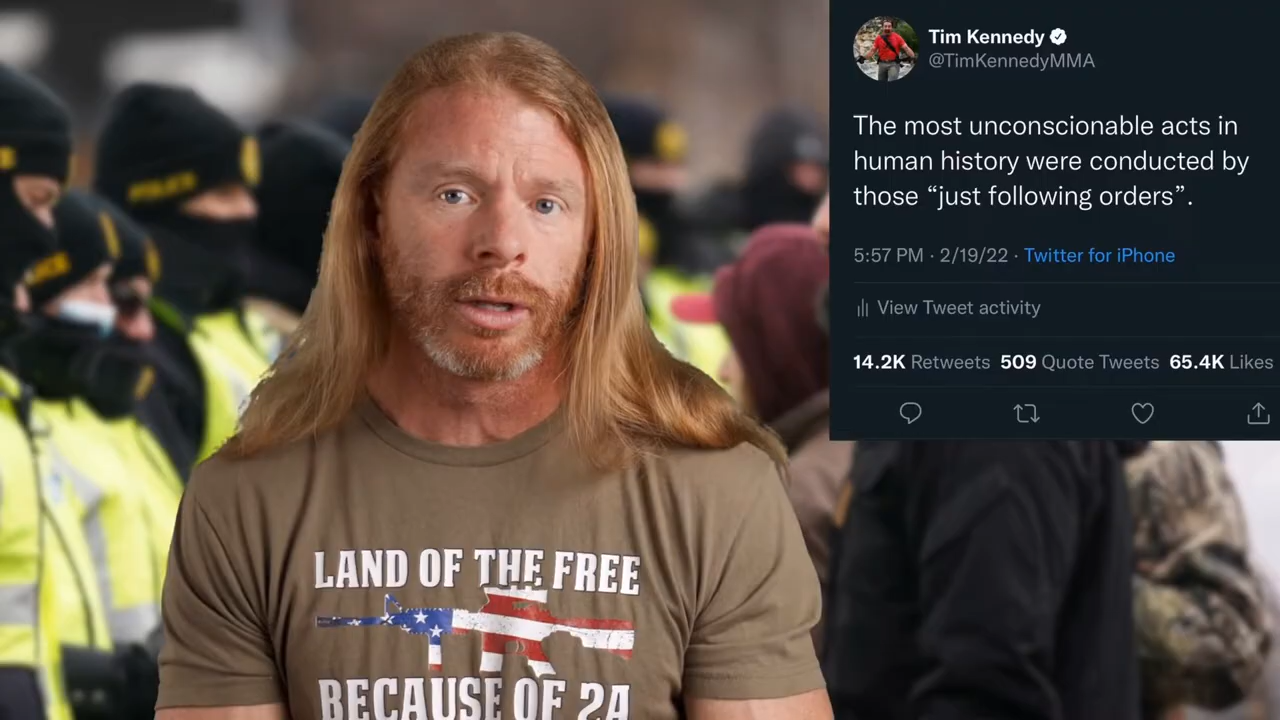 Tim Kennedy
@TimKennedyMMA
The most unconscionable acts in
human history were conducted by
those “just following orders”.
5:57 PM · 2/19/22 · Twitter for iPhone
View Tweet activity
14.2K Retweets 509 Quote Tweets 65.4K Likes
POLICE
LAND OF THE FREE
BECAUSE OF 2A